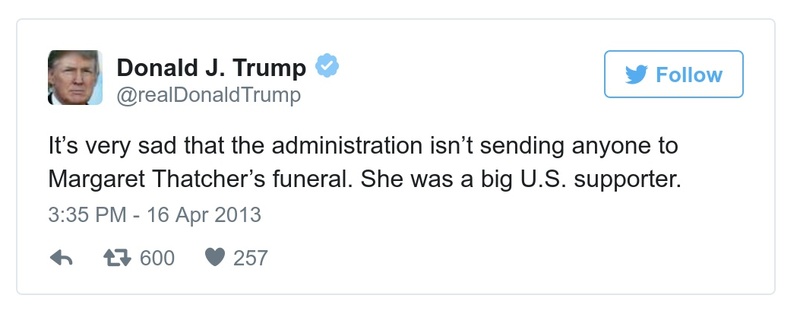 Donald J. Trump
@realDonaldTrump
Follow
It’s very sad that the administration isn’t sending anyone to
Margaret Thatcher’s funeral. She was a big U.S. supporter.
3:35 PM - 16 Apr 2013
600 257